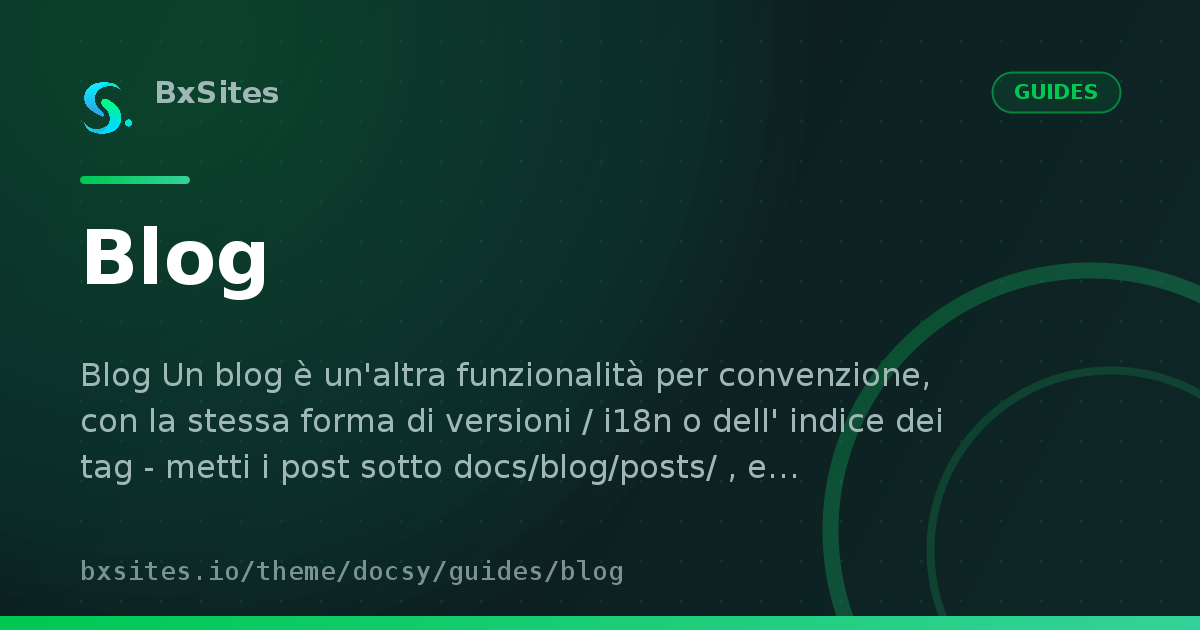 BxSites
GUIDES
Blog
Blog Un blog è un'altra funzionalità per convenzione,
con la stessa forma di versioni / i18n o dell' indice dei
tag - metti i post sotto docs/blog/posts/ , e...
bxsites.io/theme/docsy/guides/blog